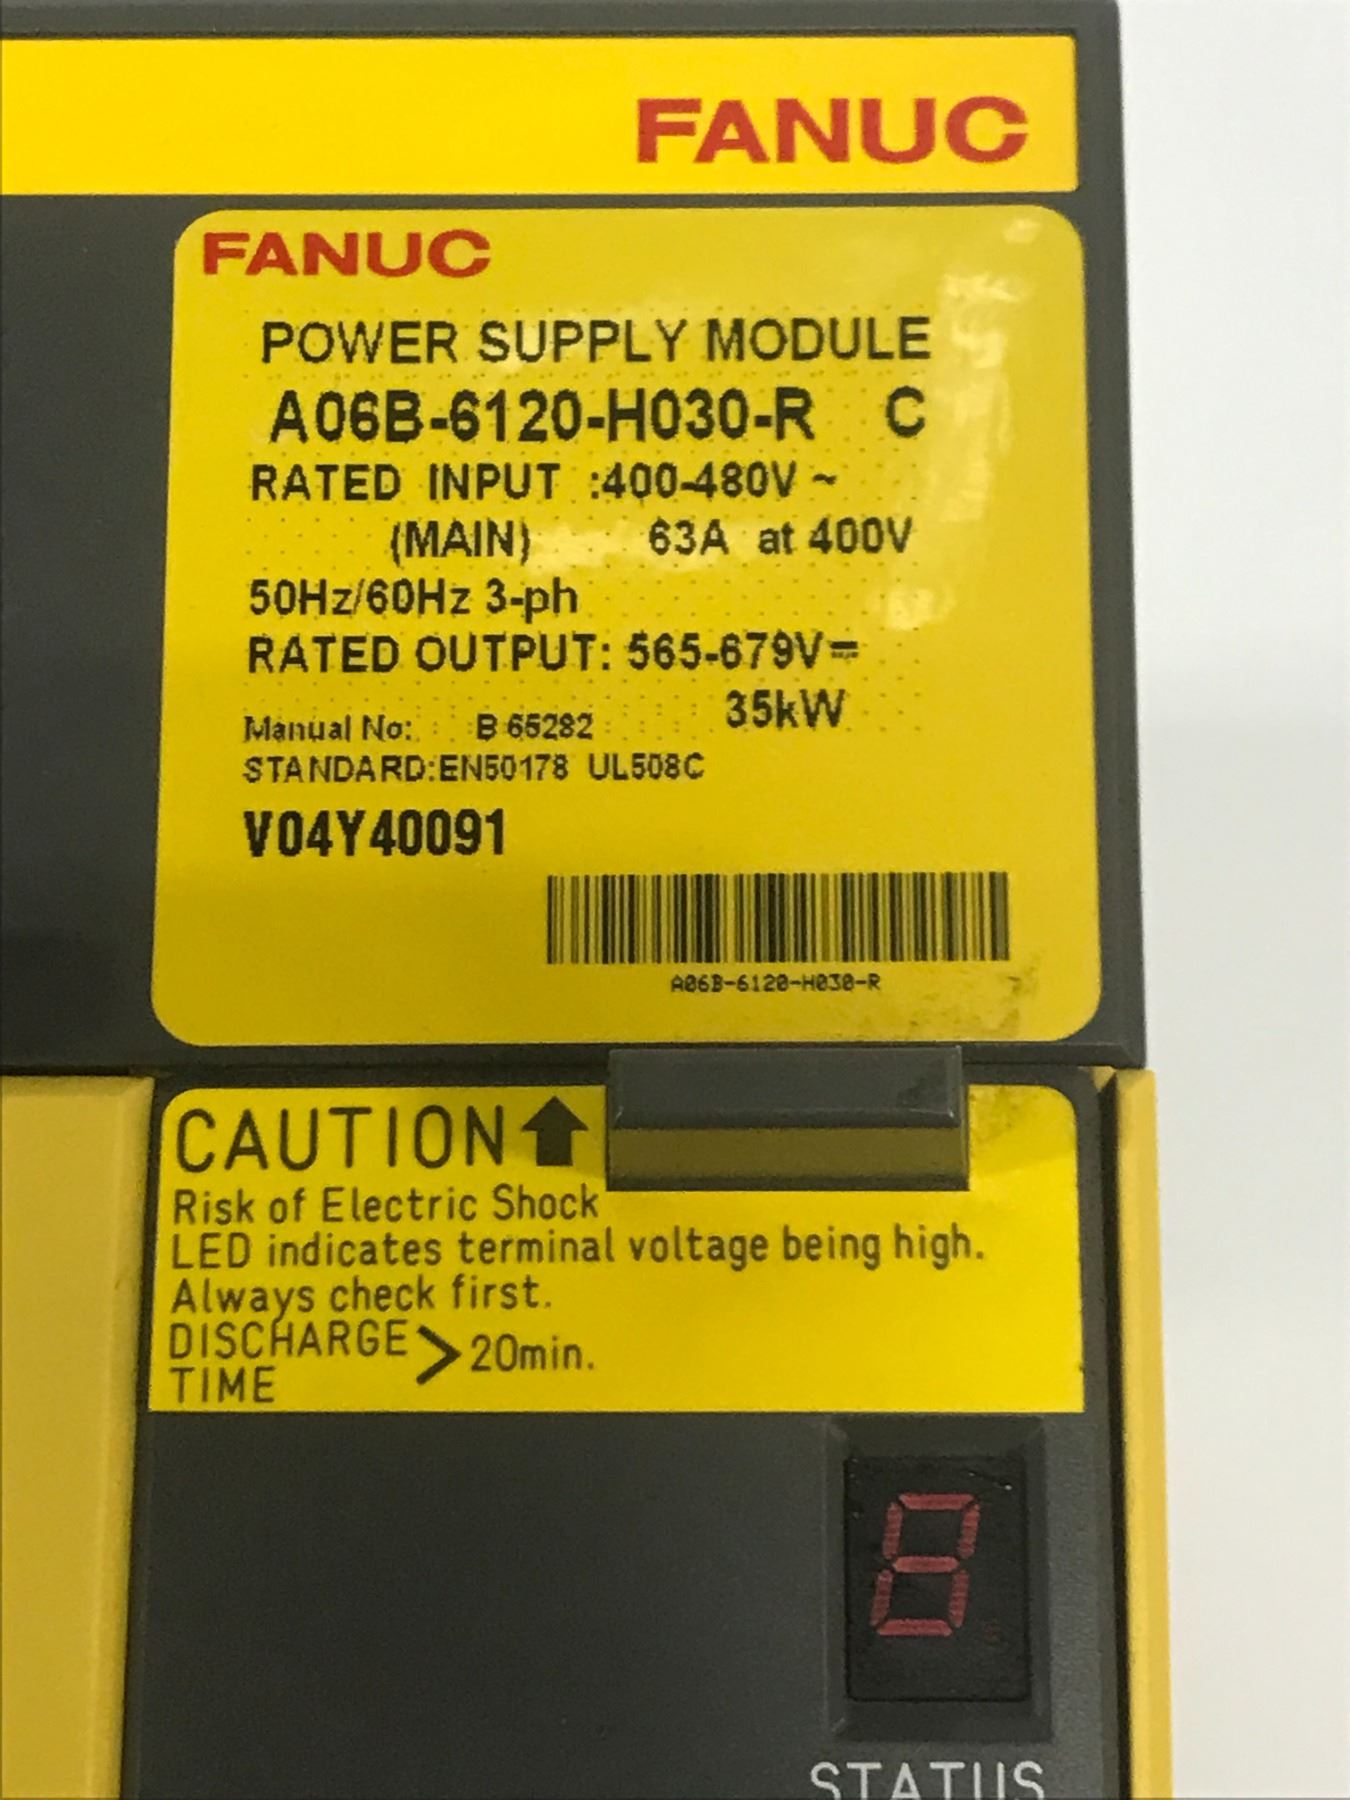 FANUC
FANUC
POWER SUPPLY MODULE
A06B-6120-H030-R C
RATED INPUT :400-480V ~
(MAIN) 63A at 400V
50Hz/60Hz 3-ph
RATED OUTPUT: 565-679V⎓
35kW
Manual No: B 65282
STANDARD:EN50178 UL508C
V04Y40091
A06B-6120-H030-R
CAUTION ↑
Risk of Electric Shock
LED indicates terminal voltage being high.
Always check first.
DISCHARGE TIME > 20min.
8
STATUS